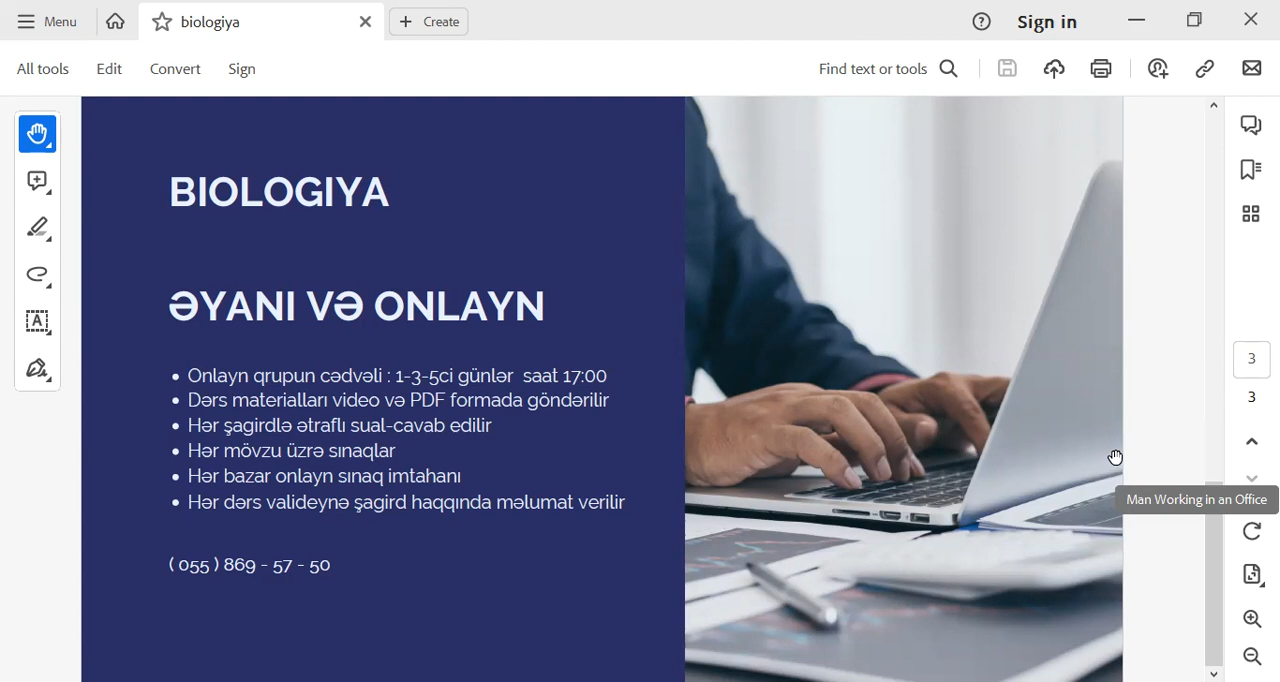 Menu
biologiya
Create
Sign in
All tools
Edit
Convert
Sign
Find text or tools
BIOLOGIYA
ƏYANI VƏ ONLAYN
• Onlayn qrupun cədvəli : 1-3-5ci günlər saat 17:00
• Dərs materialları video və PDF formada göndərilir
• Hər şagirdlə ətraflı sual-cavab edilir
• Hər mövzu üzrə sınaqlar
• Hər bazar onlayn sınaq imtahanı
• Hər dərs valideynə şagird haqqında məlumat verilir
( 055 ) 869 - 57 - 50
3
3
Man Working in an Office